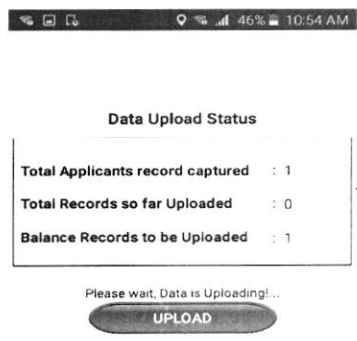 46% 10:54 AM
Data Upload Status
Total Applicants record captured : 1
Total Records so far Uploaded : 0
Balance Records to be Uploaded : 1
Please wait, Data is Uploading!...
UPLOAD